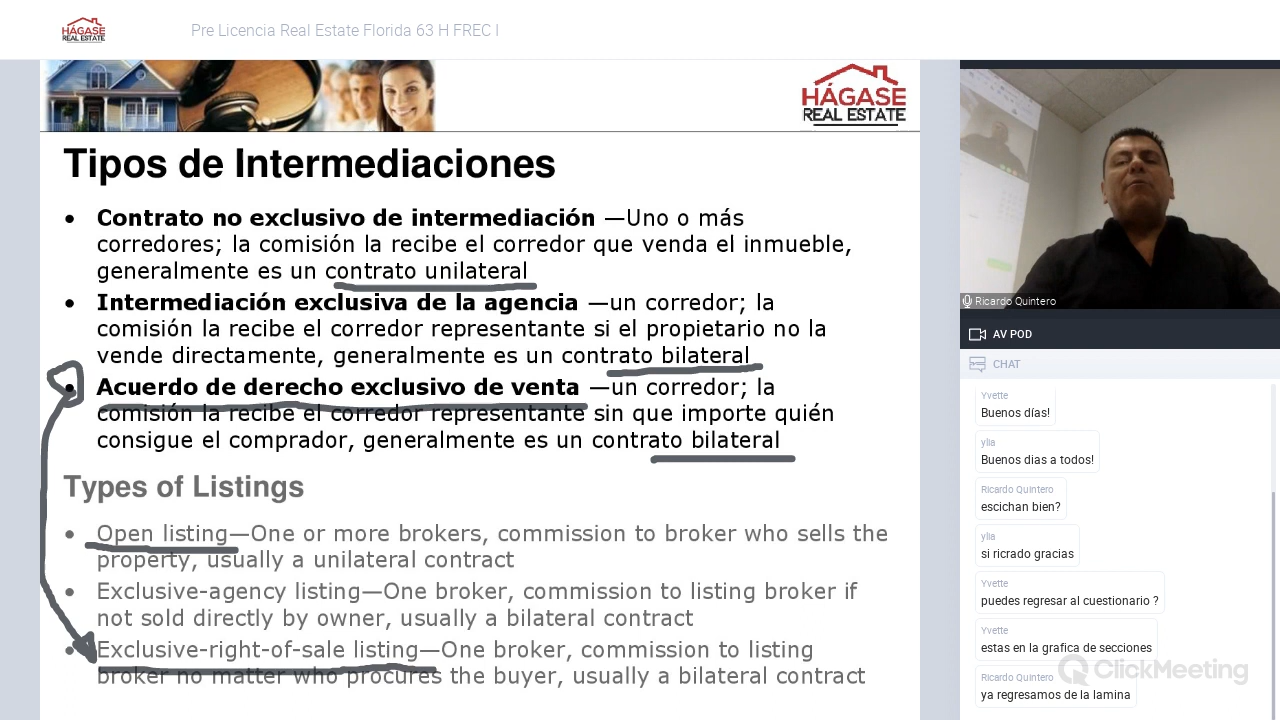 HÁGASE
REAL ESTATE
Pre Licencia Real Estate Florida 63 H FREC I
HÁGASE
REAL ESTATE
Tipos de Intermediaciones
• Contrato no exclusivo de intermediación —Uno o más
corredores; la comisión la recibe el corredor que venda el inmueble,
generalmente es un contrato unilateral
• Intermediación exclusiva de la agencia —un corredor; la
comisión la recibe el corredor representante si el propietario no la
vende directamente, generalmente es un contrato bilateral
• Acuerdo de derecho exclusivo de venta —un corredor; la
comisión la recibe el corredor representante sin que importe quién
consigue el comprador, generalmente es un contrato bilateral
Types of Listings
• Open listing—One or more brokers, commission to broker who sells the
property, usually a unilateral contract
• Exclusive-agency listing—One broker, commission to listing broker if
not sold directly by owner, usually a bilateral contract
• Exclusive-right-of-sale listing—One broker, commission to listing
broker no matter who procures the buyer, usually a bilateral contract
Ricardo Quintero
AV POD
CHAT
Yvette
Buenos días!
ylia
Buenos dias a todos!
Ricardo Quintero
escichan bien?
ylia
si ricrado gracias
Yvette
puedes regresar al cuestionario ?
Yvette
estas en la grafica de secciones
Ricardo Quintero
ya regresamos de la lamina
ClickMeeting